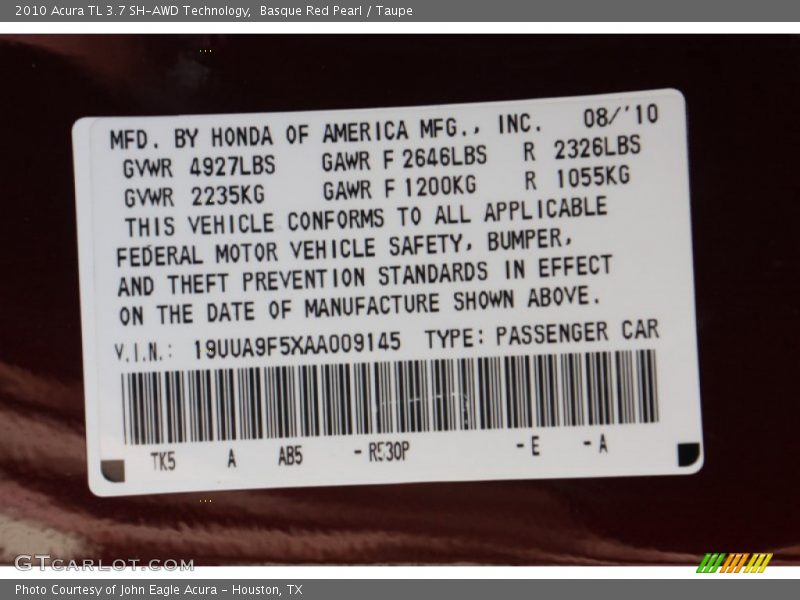 2010 Acura TL 3.7 SH-AWD Technology, Basque Red Pearl / Taupe
MFD. BY HONDA OF AMERICA MFG., INC. 08/'10
GVWR 4927LBS GAWR F 2646LBS R 2326LBS
GVWR 2235KG GAWR F 1200KG R 1055KG
THIS VEHICLE CONFORMS TO ALL APPLICABLE
FEDERAL MOTOR VEHICLE SAFETY, BUMPER,
AND THEFT PREVENTION STANDARDS IN EFFECT
ON THE DATE OF MANUFACTURE SHOWN ABOVE.
V.I.N.: 19UUA9F5XAA009145 TYPE: PASSENGER CAR
TK5 A AB5 -R530P -E -A
GTCARLOT.COM
Photo Courtesy of John Eagle Acura - Houston, TX